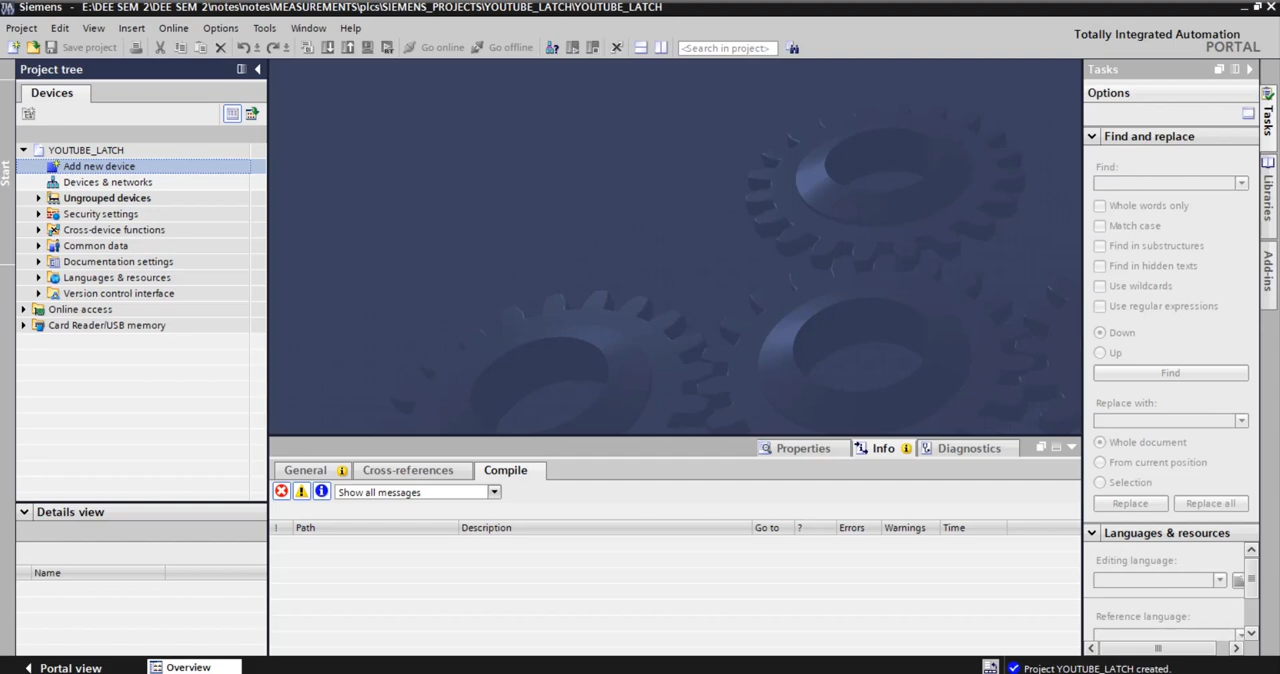 Siemens - E:\DEE SEM 2\DEE SEM 2\notes\notes\MEASUREMENTS\plcs\SIEMENS_PROJECTS\YOUTUBE_LATCH\YOUTUBE_LATCH
Project Edit View Insert Online Options Tools Window Help
Totally Integrated Automation
PORTAL
Save project Go online Go offline <Search in project>
Project tree
Devices
YOUTUBE_LATCH
Add new device
Devices & networks
Ungrouped devices
Security settings
Cross-device functions
Common data
Documentation settings
Languages & resources
Version control interface
Online access
Card Reader/USB memory
Start
Details view
Name
Properties Info Diagnostics
General Cross-references Compile
Show all messages
! Path Description Go to ? Errors Warnings Time
Tasks
Options
Find and replace
Find:
Whole words only
Match case
Find in substructures
Find in hidden texts
Use wildcards
Use regular expressions
Down
Up
Find
Replace with:
Whole document
From current position
Selection
Replace Replace all
Languages & resources
Editing language:
Reference language:
Tasks
Libraries
Add-ins
Portal view Overview Project YOUTUBE_LATCH created.